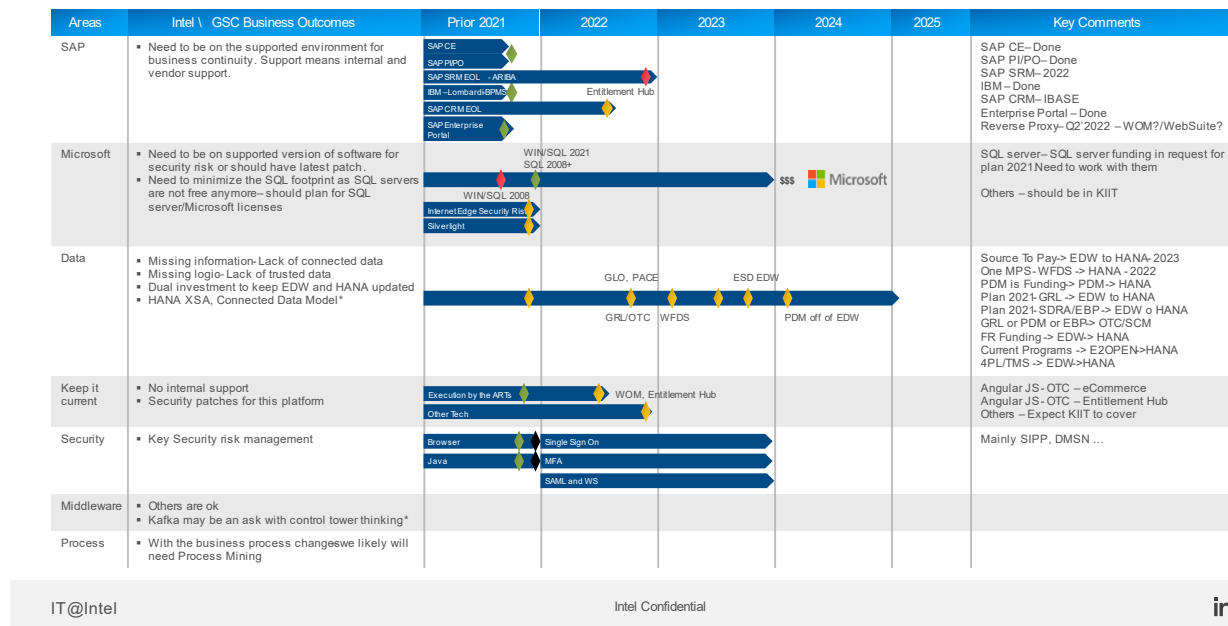 Areas
Intel \ GSC Business Outcomes
Prior 2021
2022
2023
2024
2025
Key Comments
SAP
▪ Need to be on the supported environment for
business continuity. Support means internal and
vendor support.
SAP CE
SAP PI/PO
SAP SRM EOL - ARIBA
IBM –Lombardi-BPMS
Entitlement Hub
SAP CRM EOL
SAP Enterprise
Portal
SAP CE– Done
SAP PI/PO– Done
SAP SRM– 2022
IBM – Done
SAP CRM– IBASE
Enterprise Portal – Done
Reverse Proxy– Q2'2022 – WOM?/WebSuite?
Microsoft
▪ Need to be on supported version of software for
security risk or should have latest patch.
▪ Need to minimize the SQL footprint as SQL servers
are not free anymore– should plan for SQL
server/Microsoft licenses
WIN/SQL 2021
SQL 2008+
$$$
Microsoft
WIN/SQL 2008
Internet Edge Security Risk
Silverlight
SQL server– SQL server funding in request for
plan 2021.Need to work with them
Others – should be in KIIT
Data
▪ Missing information- Lack of connected data
▪ Missing logic- Lack of trusted data
▪ Dual investment to keep EDW and HANA updated
▪ HANA XSA, Connected Data Model*
GLO, PACE
ESD EDW
GRL/OTC
WFDS
PDM off of EDW
Source To Pay-> EDW to HANA- 2023
One MPS- WFDS -> HANA - 2022
PDM is Funding-> PDM-> HANA
Plan 2021- GRL -> EDW to HANA
Plan 2021- SDRA/EBP-> EDW o HANA
GRL or PDM or EBP-> OTC/SCM
FR Funding -> EDW-> HANA
Current Programs -> E2OPEN->HANA
4PL/TMS -> EDW->HANA
Keep it
current
▪ No internal support
▪ Security patches for this platform
Execution by the ARTs
WOM, Entitlement Hub
Other Tech
Angular JS- OTC – eCommerce
Angular JS- OTC – Entitlement Hub
Others – Expect KIIT to cover
Security
▪ Key Security risk management
Browser
Single Sign On
Java
MFA
SAML and WS
Mainly SIPP, DMSN …
Middleware
▪ Others are ok
▪ Kafka may be an ask with control tower thinking*
Process
▪ With the business process changes– we likely will
need Process Mining
IT@Intel
Intel Confidential
in